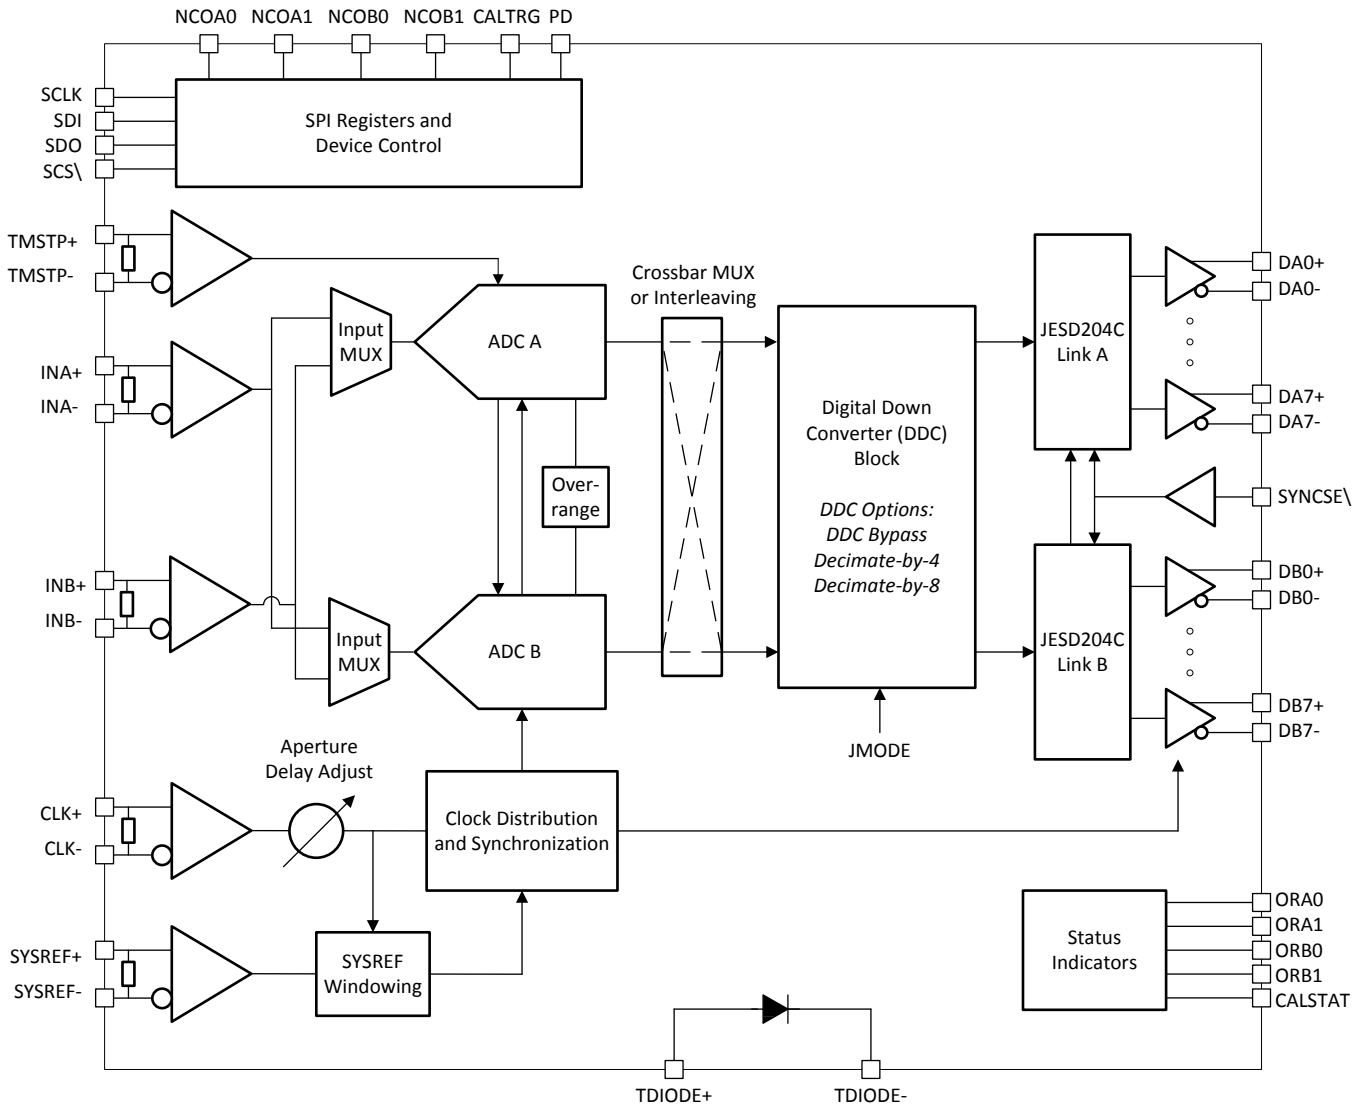 NCOA0 NCOA1 NCOB0 NCOB1 CALTRG PD
SCLK
SDI
SDO
SCS\
SPI Registers and
Device Control
TMSTP+
TMSTP-
INA+
INA-
INB+
INB-
Input
MUX
Input
MUX
ADC A
ADC B
Over-
range
Crossbar MUX
or Interleaving
Digital Down
Converter (DDC)
Block
DDC Options:
DDC Bypass
Decimate-by-4
Decimate-by-8
JMODE
JESD204C
Link A
JESD204C
Link B
DA0+
DA0-
DA7+
DA7-
SYNCSE\
DB0+
DB0-
DB7+
DB7-
Aperture
Delay Adjust
CLK+
CLK-
Clock Distribution
and Synchronization
SYSREF+
SYSREF-
SYSREF
Windowing
Status
Indicators
ORA0
ORA1
ORB0
ORB1
CALSTAT
TDIODE+
TDIODE-